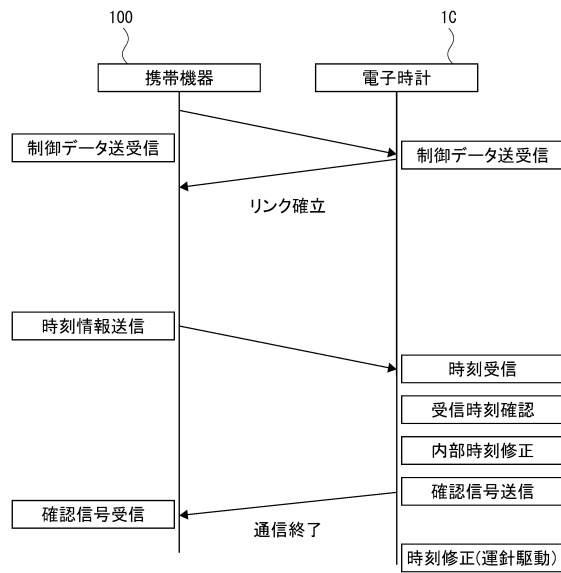 100
1C
携帯機器
電子時計
制御データ送受信
制御データ送受信
リンク確立
時刻情報送信
時刻受信
受信時刻確認
内部時刻修正
確認信号送信
確認信号受信
通信終了
時刻修正(運針駆動)